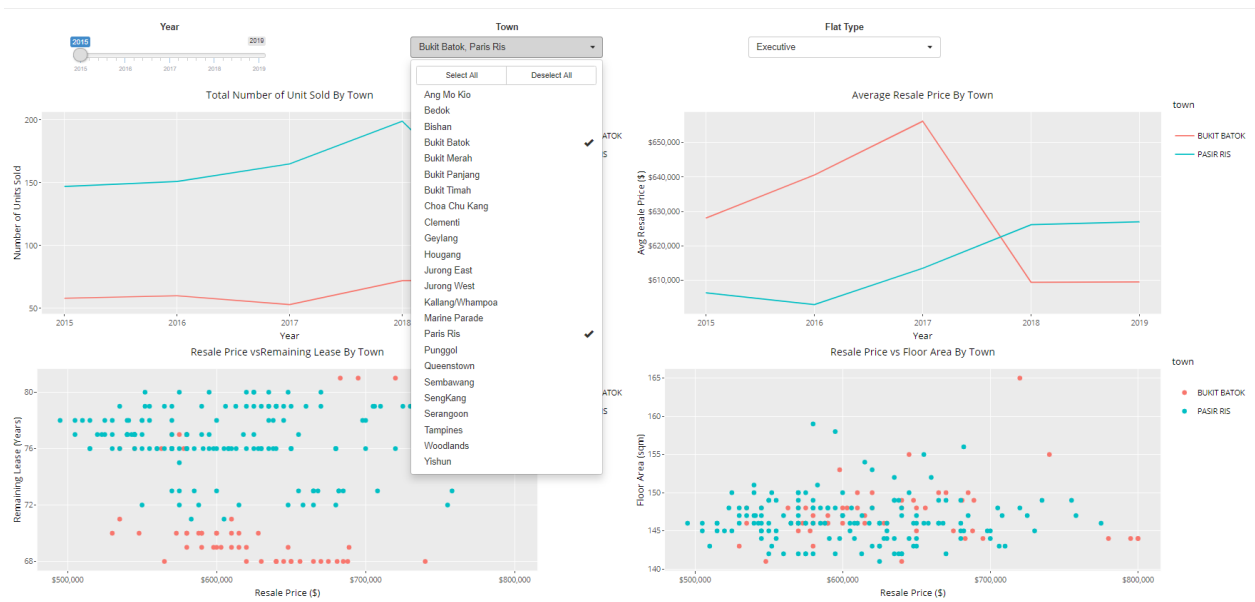 Year
Town
Flat Type
2015
2019
2015 2016 2017 2018 2019
Bukit Batok, Paris Ris
Executive
Select All
Deselect All
Ang Mo Kio
Bedok
Bishan
Bukit Batok
Bukit Merah
Bukit Panjang
Bukit Timah
Choa Chu Kang
Clementi
Geylang
Hougang
Jurong East
Jurong West
Kallang/Whampoa
Marine Parade
Paris Ris
Punggol
Queenstown
Sembawang
SengKang
Serangoon
Tampines
Woodlands
Yishun
Total Number of Unit Sold By Town
Number of Units Sold
200
150
100
50
2015 2016 2017 2018
Year
ATOK
IS
Average Resale Price By Town
Avg Resale Price ($)
$650,000
$640,000
$630,000
$620,000
$610,000
2015 2016 2017 2018 2019
Year
town
BUKIT BATOK
PASIR RIS
Resale Price vsRemaining Lease By Town
Remaining Lease (Years)
80
76
72
68
$500,000 $600,000 $700,000 $800,000
Resale Price ($)
ATOK
IS
Resale Price vs Floor Area By Town
Floor Area (sqm)
165
160
155
150
145
140
$500,000 $600,000 $700,000 $800,000
Resale Price ($)
town
BUKIT BATOK
PASIR RIS